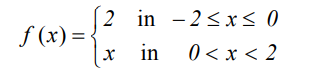 f (x) = { 2 in − 2 ≤ x ≤ 0
x in 0 < x < 2